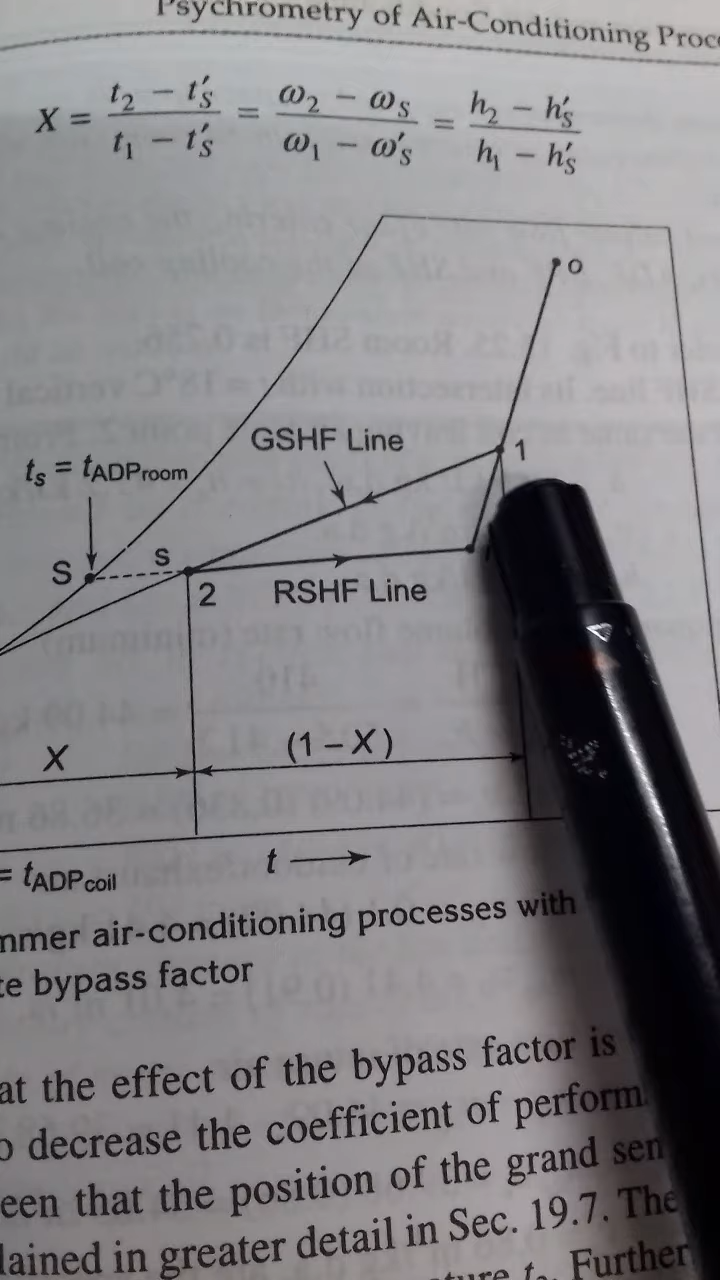 Psychrometry of Air-Conditioning Proc
X = (t₂ − t′S)/(t₁ − t′S) = (ω₂ − ωS)/(ω₁ − ω′S) = (h₂ − h′S)/(h₁ − h′S)
o
GSHF Line
1
tₛ = tADProom
S
s
2
RSHF Line
X
(1 − X)
= tADPcoil
t
mmer air-conditioning processes with
te bypass factor
at the effect of the bypass factor is
o decrease the coefficient of perform
een that the position of the grand sen
lained in greater detail in Sec. 19.7. The
Further